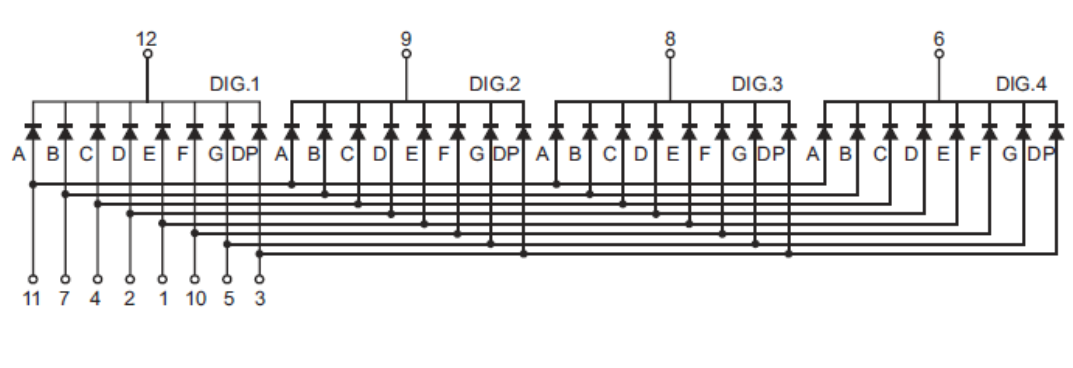 12 9 8 6
DIG.1 DIG.2 DIG.3 DIG.4
A B C D E F G DP A B C D E F G DP A B C D E F G DP A B C D E F G DP
11 7 4 2 1 10 5 3